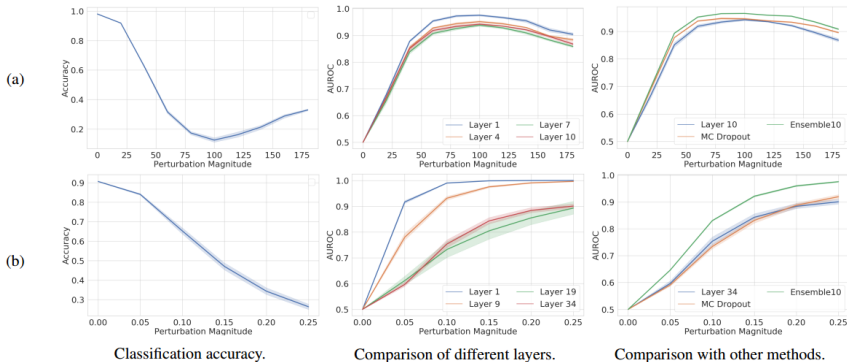 (a)
1.0
0.8
0.6
0.4
0.2
Accuracy
0 25 50 75 100 125 150 175
Perturbation Magnitude
1.0
0.9
0.8
0.7
0.6
0.5
AUROC
Layer 1
Layer 4
Layer 7
Layer 10
0 25 50 75 100 125 150 175
Perturbation Magnitude
1.0
0.9
0.8
0.7
0.6
0.5
AUROC
Layer 10
MC Dropout
Ensemble10
0 25 50 75 100 125 150 175
Perturbation Magnitude
(b)
0.9
0.8
0.7
0.6
0.5
0.4
0.3
Accuracy
0.00 0.05 0.10 0.15 0.20 0.25
Perturbation Magnitude
1.0
0.9
0.8
0.7
0.6
0.5
AUROC
Layer 1
Layer 9
Layer 19
Layer 34
0.00 0.05 0.10 0.15 0.20 0.25
Perturbation Magnitude
1.0
0.9
0.8
0.7
0.6
0.5
AUROC
Layer 34
MC Dropout
Ensemble10
0.00 0.05 0.10 0.15 0.20 0.25
Perturbation Magnitude
Classification accuracy.
Comparison of different layers.
Comparison with other methods.